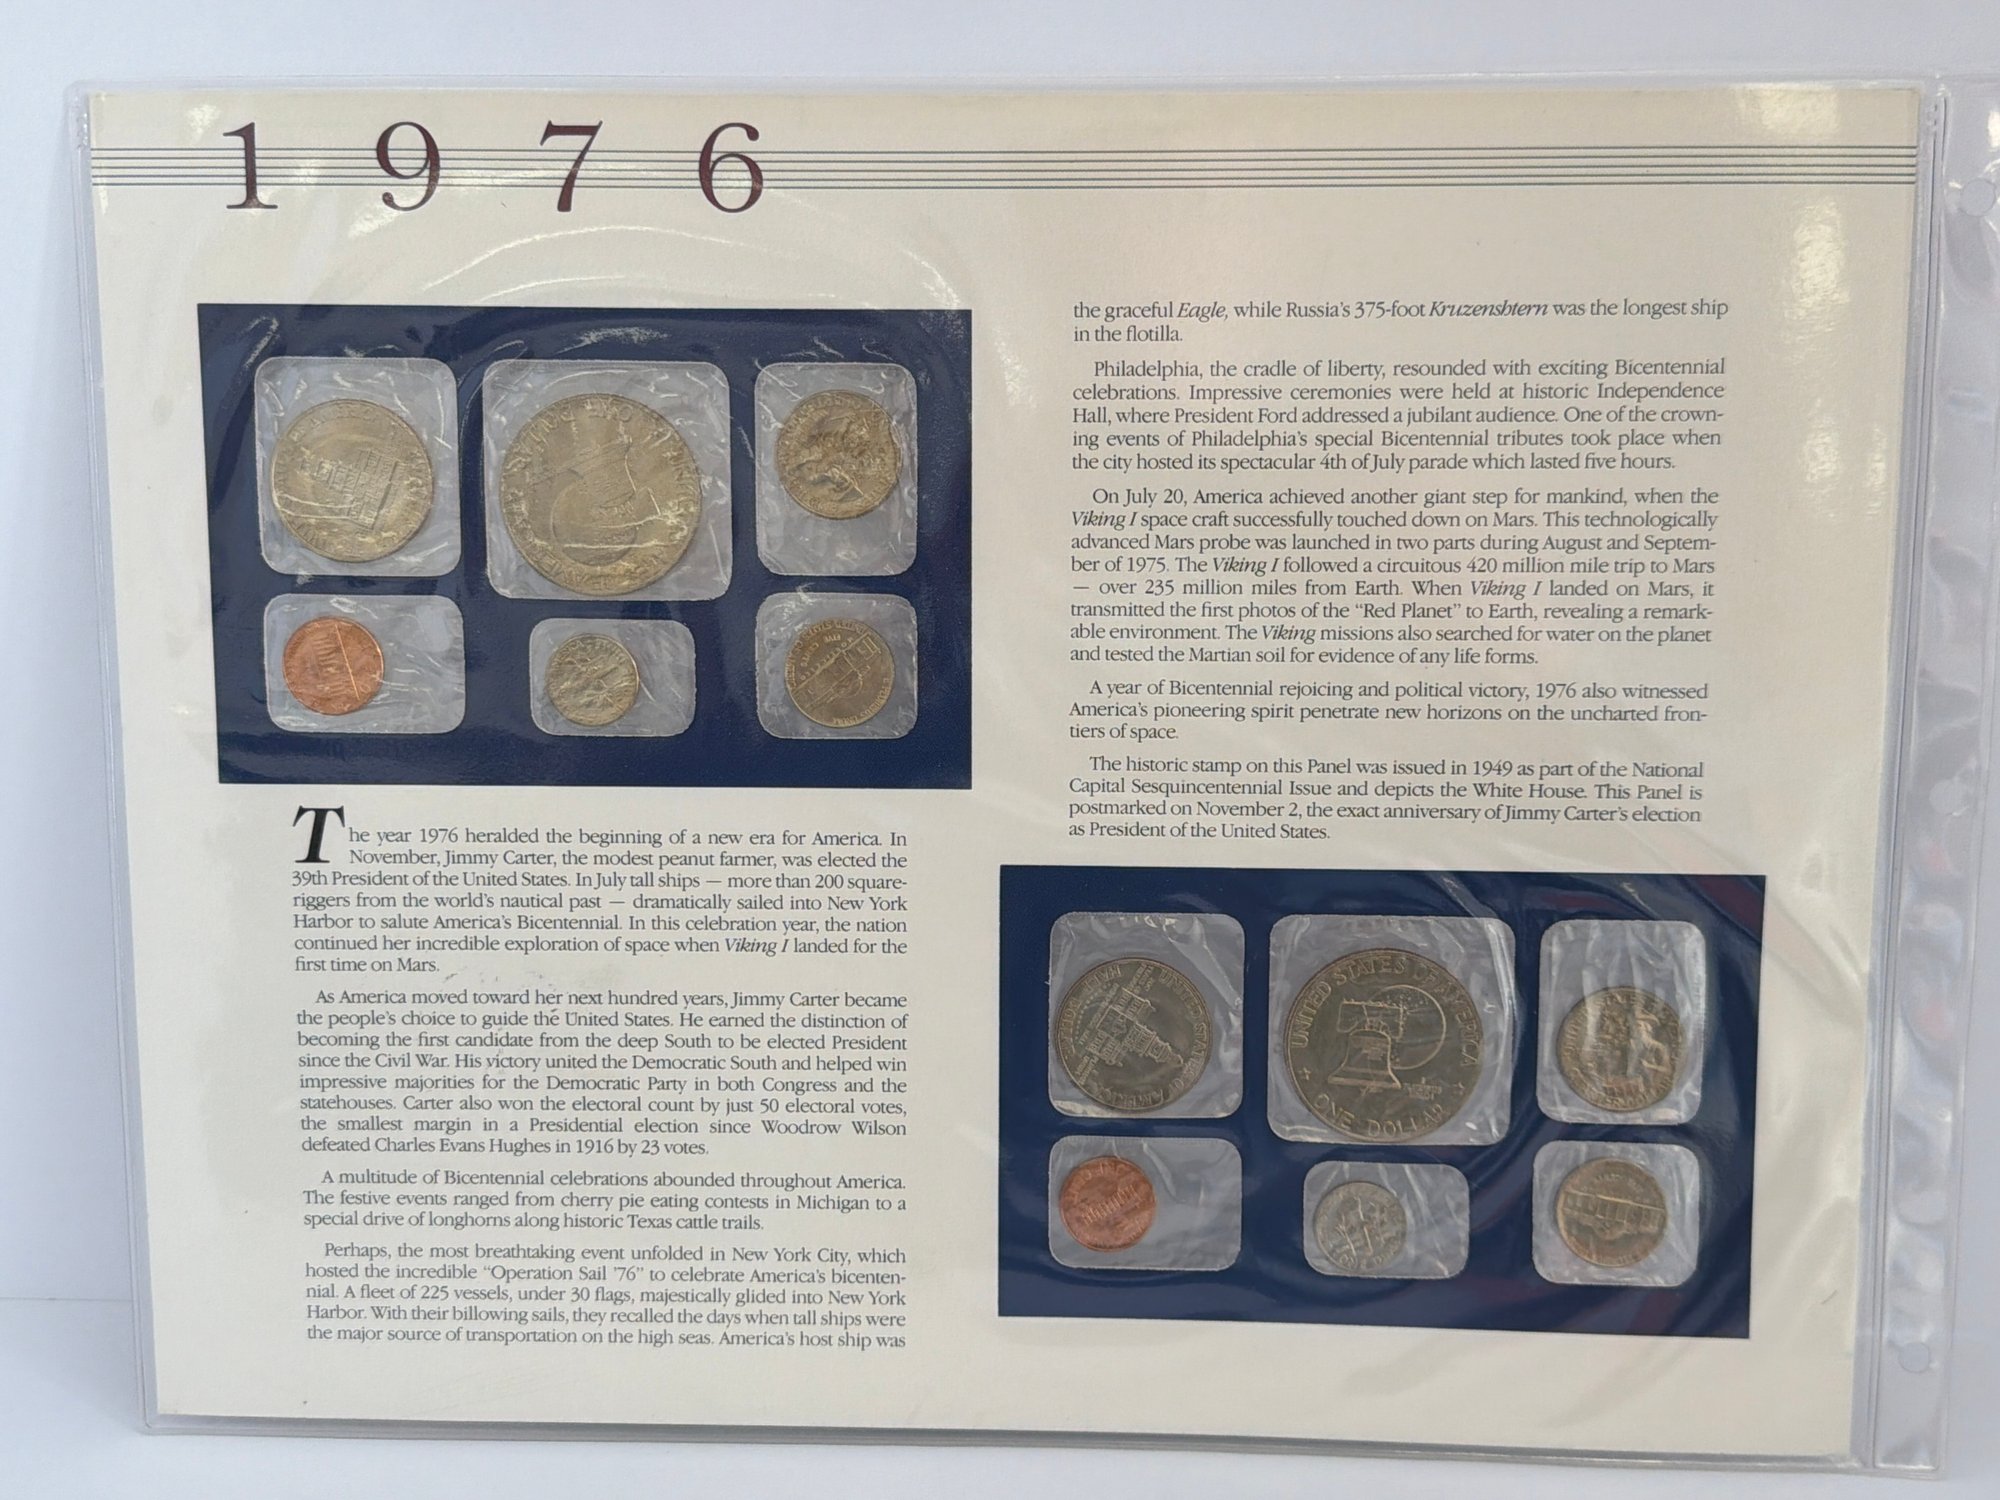 1976
The year 1976 heralded the beginning of a new era for America. In
November, Jimmy Carter, the modest peanut farmer, was elected the
39th President of the United States. In July tall ships — more than 200 square-
riggers from the world's nautical past — dramatically sailed into New York
Harbor to salute America's Bicentennial. In this celebration year, the nation
continued her incredible exploration of space when Viking I landed for the
first time on Mars.
As America moved toward her next hundred years, Jimmy Carter became
the people's choice to guide the United States. He earned the distinction of
becoming the first candidate from the deep South to be elected President
since the Civil War. His victory united the Democratic South and helped win
impressive majorities for the Democratic Party in both Congress and the
statehouses. Carter also won the electoral count by just 50 electoral votes,
the smallest margin in a Presidential election since Woodrow Wilson
defeated Charles Evans Hughes in 1916 by 23 votes.
A multitude of Bicentennial celebrations abounded throughout America.
The festive events ranged from cherry pie eating contests in Michigan to a
special drive of longhorns along historic Texas cattle trails.
Perhaps, the most breathtaking event unfolded in New York City, which
hosted the incredible "Operation Sail '76" to celebrate America's bicenten-
nial. A fleet of 225 vessels, under 30 flags, majestically glided into New York
Harbor. With their billowing sails, they recalled the days when tall ships were
the major source of transportation on the high seas. America's host ship was
the graceful Eagle, while Russia's 375-foot Kruzenshtern was the longest ship
in the flotilla.
Philadelphia, the cradle of liberty, resounded with exciting Bicentennial
celebrations. Impressive ceremonies were held at historic Independence
Hall, where President Ford addressed a jubilant audience. One of the crown-
ing events of Philadelphia's special Bicentennial tributes took place when
the city hosted its spectacular 4th of July parade which lasted five hours.
On July 20, America achieved another giant step for mankind, when the
Viking I space craft successfully touched down on Mars. This technologically
advanced Mars probe was launched in two parts during August and Septem-
ber of 1975. The Viking I followed a circuitous 420 million mile trip to Mars
— over 235 million miles from Earth. When Viking I landed on Mars, it
transmitted the first photos of the "Red Planet" to Earth, revealing a remark-
able environment. The Viking missions also searched for water on the planet
and tested the Martian soil for evidence of any life forms.
A year of Bicentennial rejoicing and political victory, 1976 also witnessed
America's pioneering spirit penetrate new horizons on the uncharted fron-
tiers of space.
The historic stamp on this Panel was issued in 1949 as part of the National
Capital Sesquincentennial Issue and depicts the White House. This Panel is
postmarked on November 2, the exact anniversary of Jimmy Carter's election
as President of the United States.
UNITED STATES OF AMERICA
ONE DOLLAR
HALF DOLLAR
UNITED STATES OF AMERICA